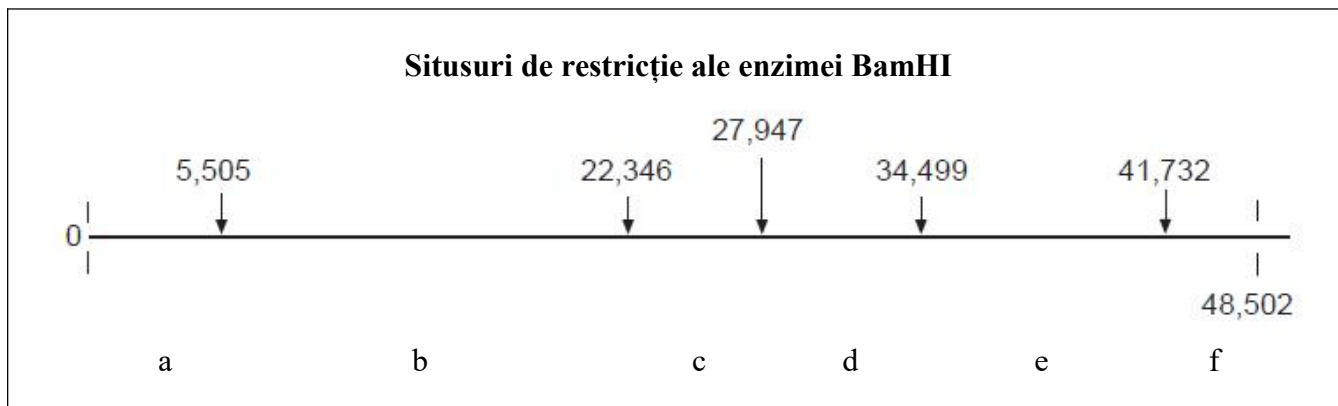 Situsuri de restricție ale enzimei BamHI
27,947
5,505 22,346 34,499 41,732
0
48,502
a b c d e f